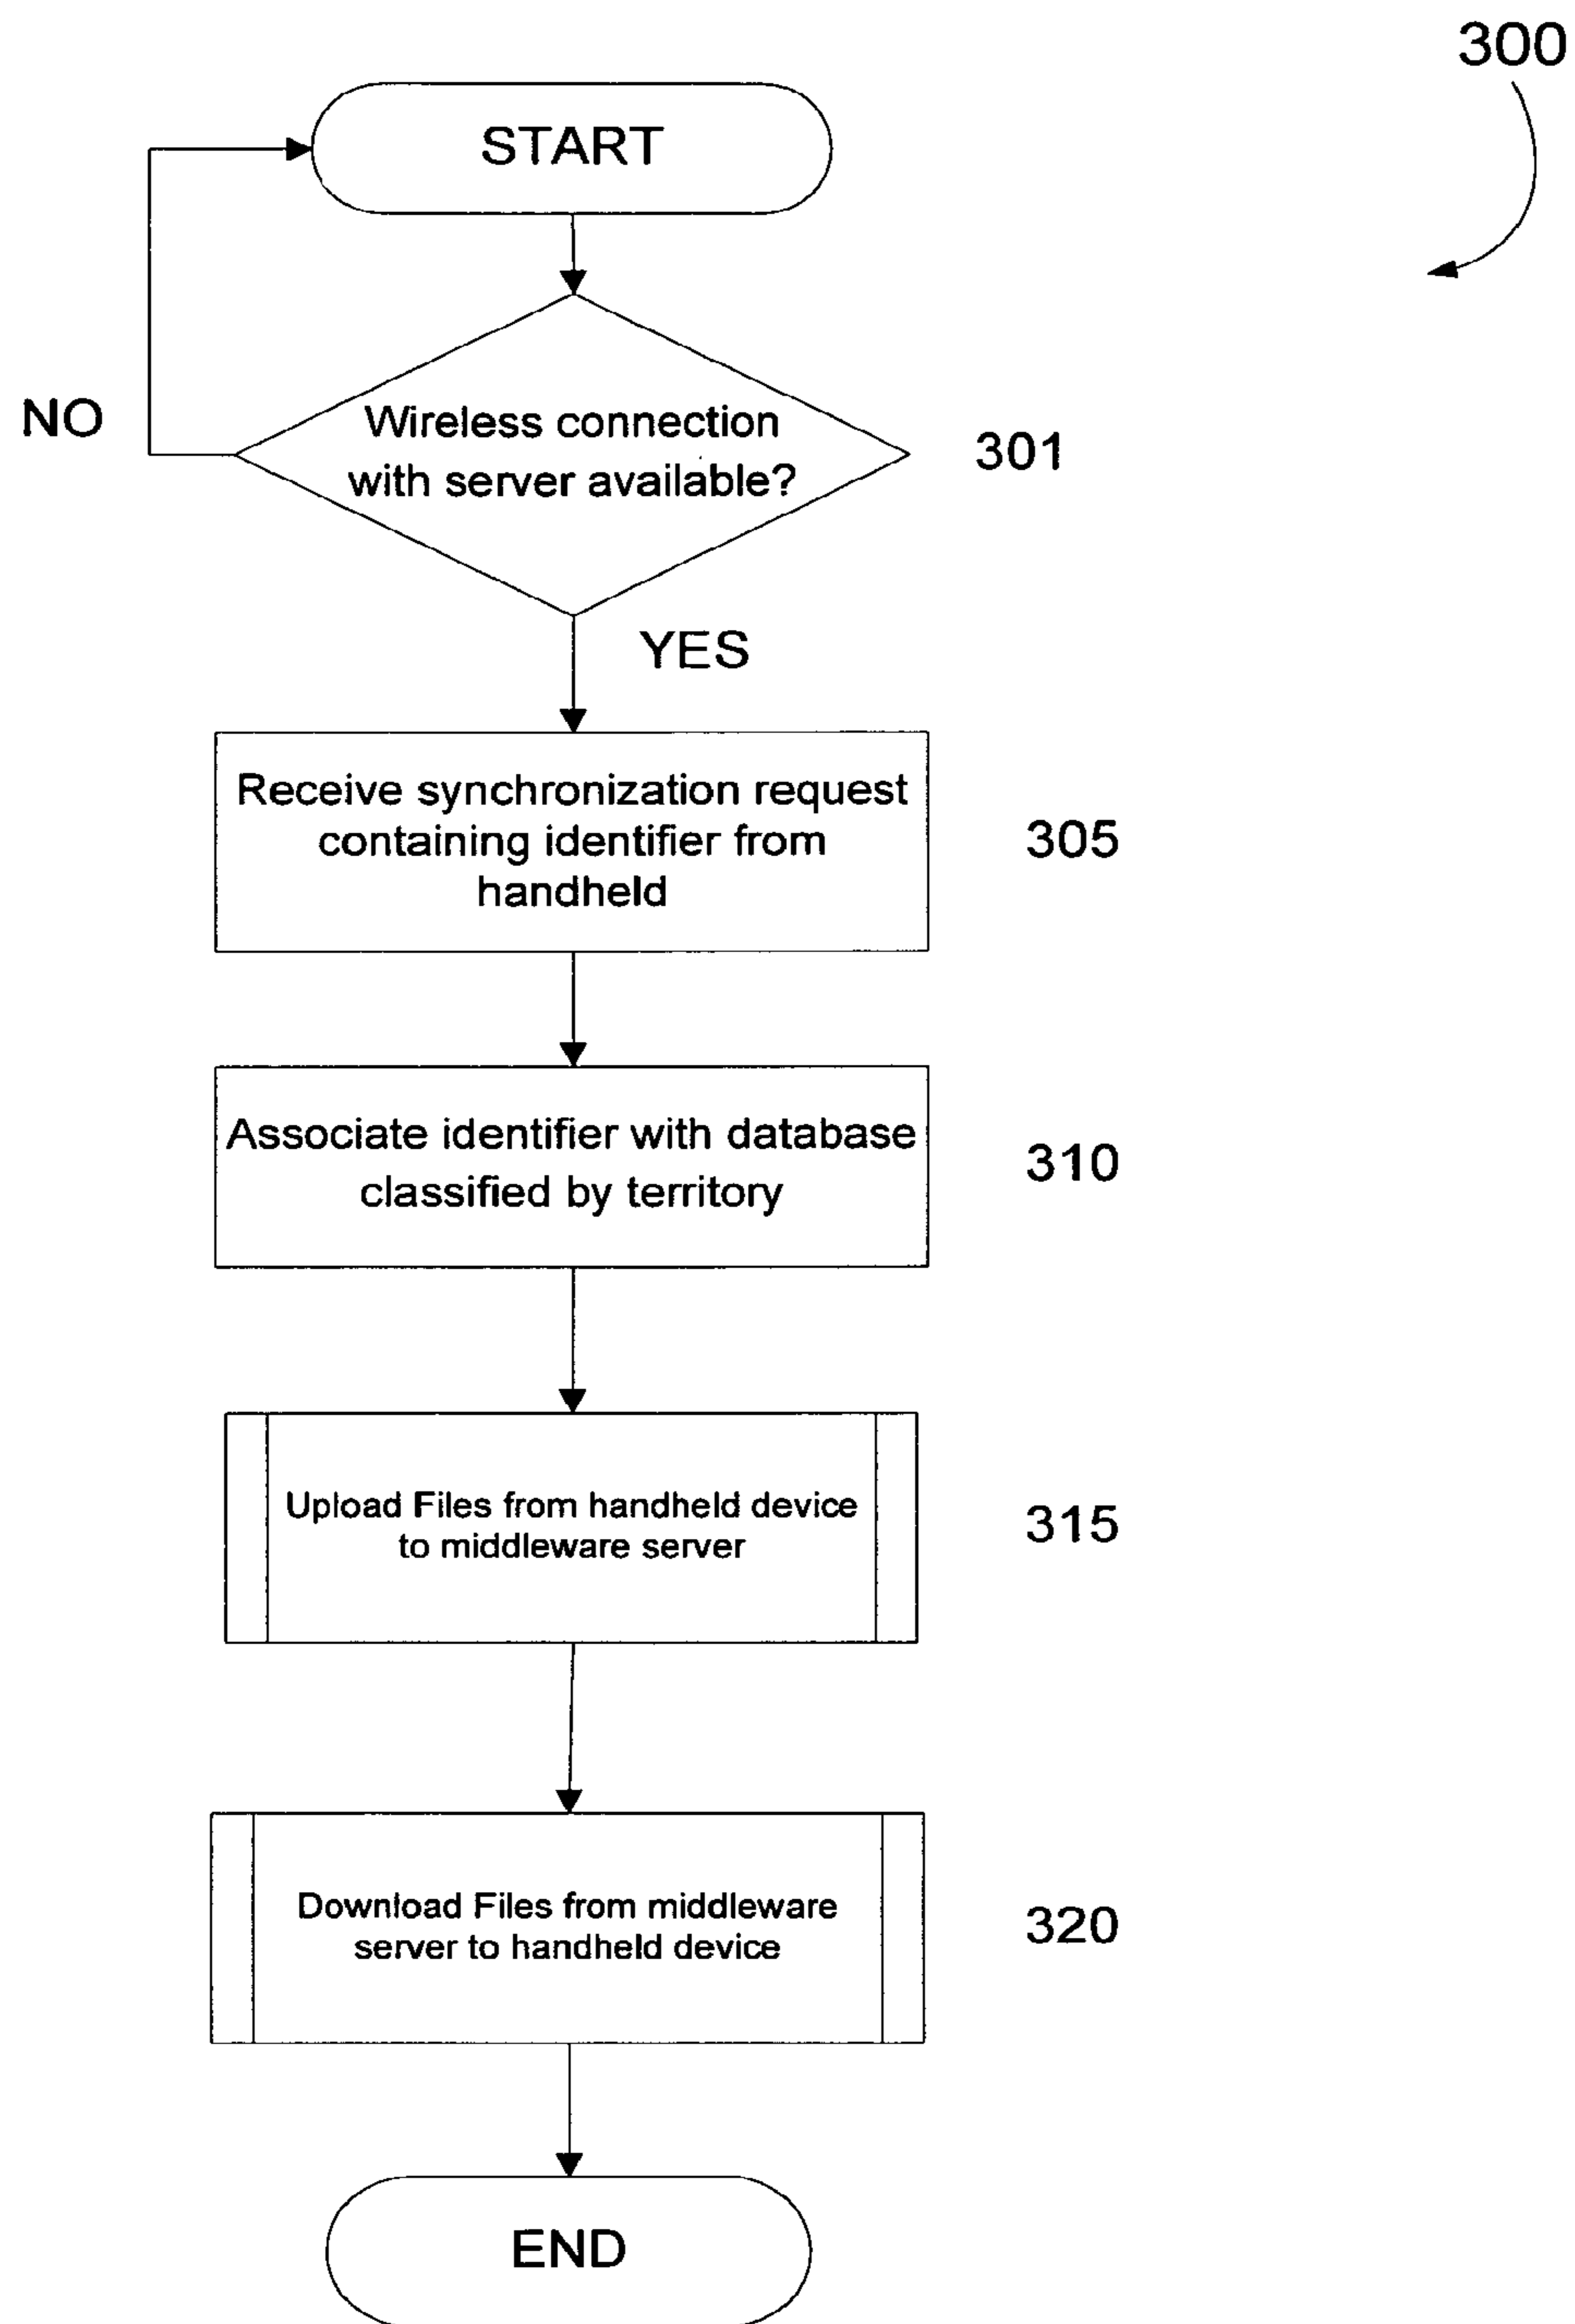 300
START
Wireless connection
with server available?
NO
301
YES
Receive synchronization request
containing identifier from
handheld
305
Associate identifier with database
classified by territory
310
Upload Files from handheld device
to middleware server
315
Download Files from middleware
server to handheld device
320
END